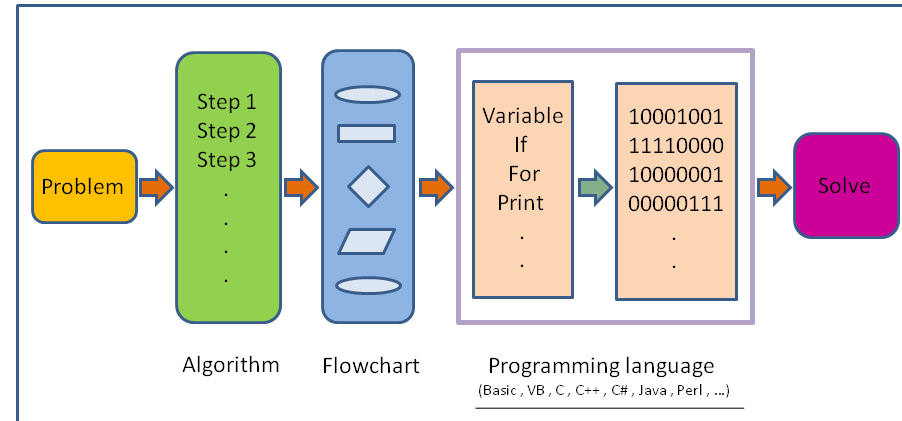 Problem
Step 1
Step 2
Step 3
.
.
.
.
Variable
If
For
Print
.
.
10001001
11110000
10000001
00000111
.
.
Solve
Algorithm
Flowchart
Programming language
(Basic , VB , C , C++ , C# , Java , Perl , ...)